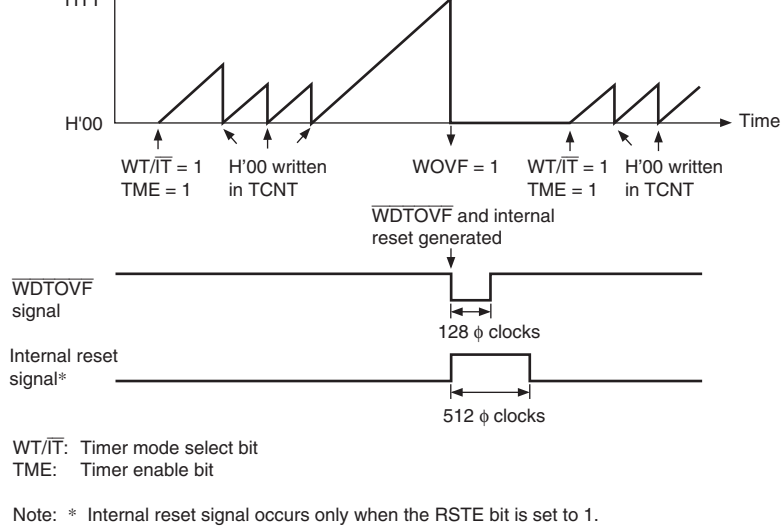 H'00
Time
WT/IT = 1
TME = 1
H'00 written
in TCNT
WOVF = 1
WT/IT = 1
TME = 1
H'00 written
in TCNT
WDTOVF and internal
reset generated
WDTOVF
signal
128 φ clocks
Internal reset
signal*
512 φ clocks
WT/IT: Timer mode select bit
TME: Timer enable bit
Note: * Internal reset signal occurs only when the RSTE bit is set to 1.